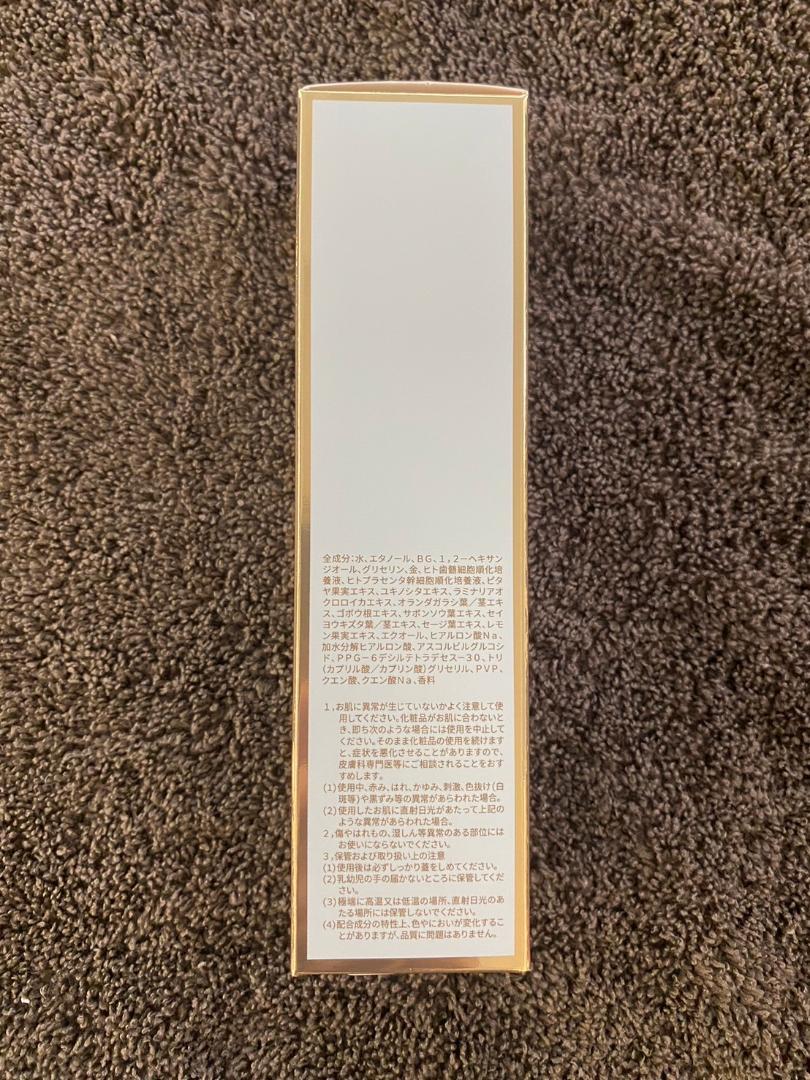 全成分:水、エタノール、BG、1,2-ヘキサン
ジオール、グリセリン、金、ヒト歯髄細胞順化培
養液、ヒトプラセンタ幹細胞順化培養液、ピタ
ヤ果実エキス、ユキノシタエキス、ラミナリアオ
クロロイカエキス、オランダガラシ葉/茎エキ
ス、ゴボウ根エキス、サボンソウ葉エキス、セイ
ヨウキズタ葉/茎エキス、セージ葉エキス、レモ
ン果実エキス、エクオール、ヒアルロン酸Na、
加水分解ヒアルロン酸、アスコルビルグルコシ
ド、PPG-6デシルテトラデセス-30、トリ
(カプリル酸/カプリン酸)グリセリル、PVP、
クエン酸、クエン酸Na、香料
1,お肌に異常が生じていないかよく注意して使
用してください。化粧品がお肌に合わないと
き、即ち次のような場合には使用を中止して
ください。そのまま化粧品の使用を続けます
と、症状を悪化させることがありますので、
皮膚科専門医等にご相談されることをおす
すめします。
(1)使用中、赤み、はれ、かゆみ、刺激、色抜け(白
斑等)や黒ずみ等の異常があらわれた場合。
(2)使用したお肌に直射日光があたって上記の
ような異常があらわれた場合。
2,傷やはれもの、湿しん等異常のある部位には
お使いにならないでください。
3,保管および取り扱い上の注意
(1)使用後は必ずしっかり蓋をしめてください。
(2)乳幼児の手の届かないところに保管してくだ
さい。
(3)極端に高温又は低温の場所、直射日光のあ
たる場所には保管しないでください。
(4)配合成分の特性上、色やにおいが変化するこ
とがありますが、品質に問題はありません。